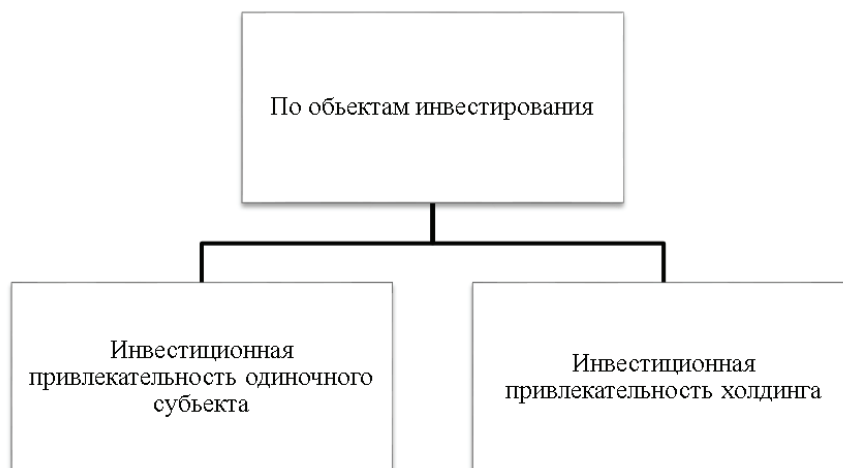 По обьектам инвестирования
Инвестиционная
привлекательность одиночного
субьекта
Инвестиционная
привлекательность холдинга